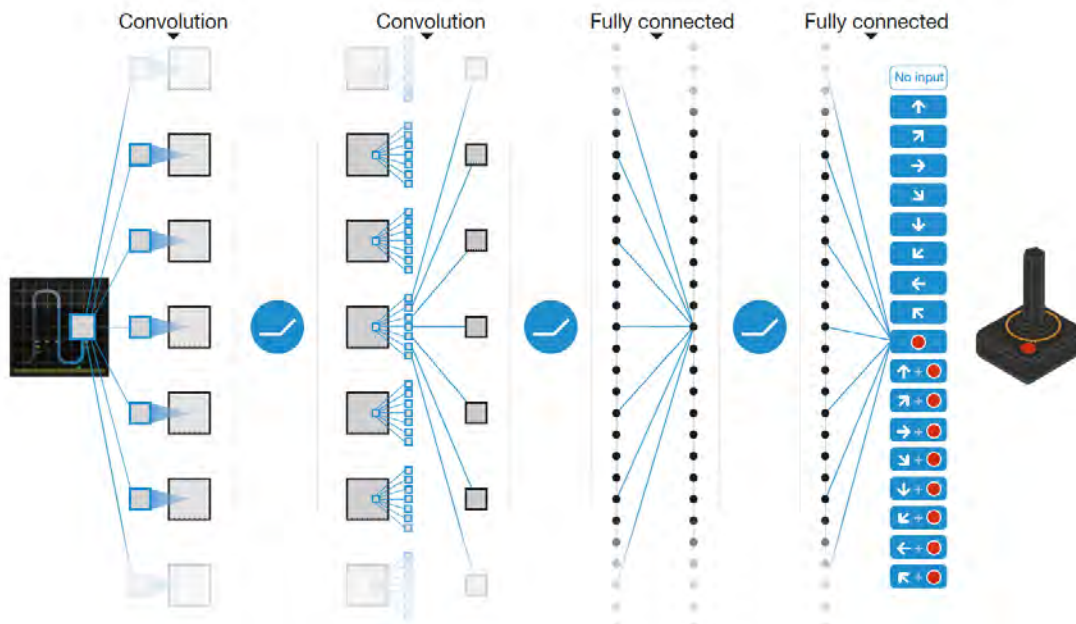 Convolution
Convolution
Fully connected
Fully connected
No input
+
+
+
+
+
+
+
+